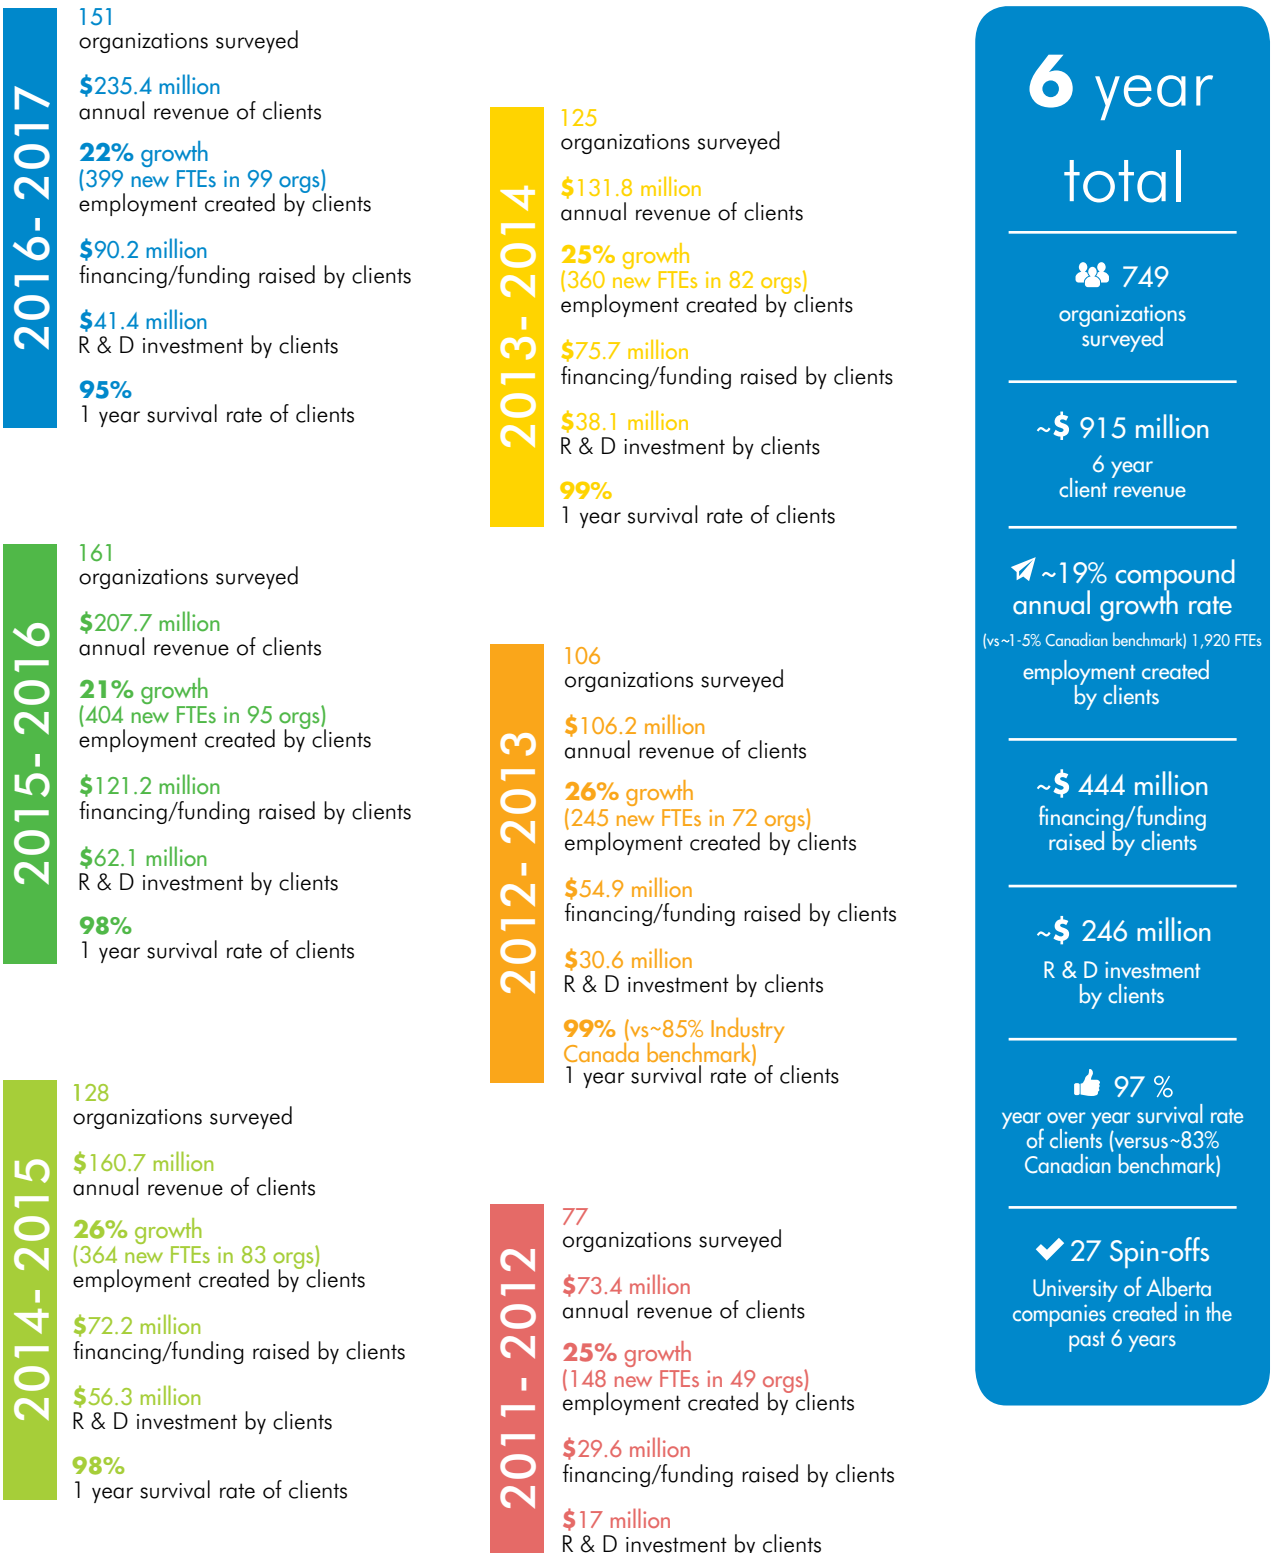 2016- 2017
151
organizations surveyed
$235.4 million
annual revenue of clients
22% growth
(399 new FTEs in 99 orgs)
employment created by clients
$90.2 million
financing/funding raised by clients
$41.4 million
R & D investment by clients
95%
1 year survival rate of clients
2015- 2016
161
organizations surveyed
$207.7 million
annual revenue of clients
21% growth
(404 new FTEs in 95 orgs)
employment created by clients
$121.2 million
financing/funding raised by clients
$62.1 million
R & D investment by clients
98%
1 year survival rate of clients
2014- 2015
128
organizations surveyed
$160.7 million
annual revenue of clients
26% growth
(364 new FTEs in 83 orgs)
employment created by clients
$72.2 million
financing/funding raised by clients
$56.3 million
R & D investment by clients
98%
1 year survival rate of clients
2013- 2014
125
organizations surveyed
$131.8 million
annual revenue of clients
25% growth
(360 new FTEs in 82 orgs)
employment created by clients
$75.7 million
financing/funding raised by clients
$38.1 million
R & D investment by clients
99%
1 year survival rate of clients
2012- 2013
106
organizations surveyed
$106.2 million
annual revenue of clients
26% growth
(245 new FTEs in 72 orgs)
employment created by clients
$54.9 million
financing/funding raised by clients
$30.6 million
R & D investment by clients
99% (vs~85% Industry
Canada benchmark)
1 year survival rate of clients
2011- 2012
77
organizations surveyed
$73.4 million
annual revenue of clients
25% growth
(148 new FTEs in 49 orgs)
employment created by clients
$29.6 million
financing/funding raised by clients
$17 million
R & D investment by clients
6 year
total
749
organizations
surveyed
~$ 915 million
6 year
client revenue
~19% compound
annual growth rate
(vs~1-5% Canadian benchmark) 1,920 FTEs
employment created
by clients
~$ 444 million
financing/funding
raised by clients
~$ 246 million
R & D investment
by clients
97 %
year over year survival rate
of clients (versus~83%
Canadian benchmark)
27 Spin-offs
University of Alberta
companies created in the
past 6 years